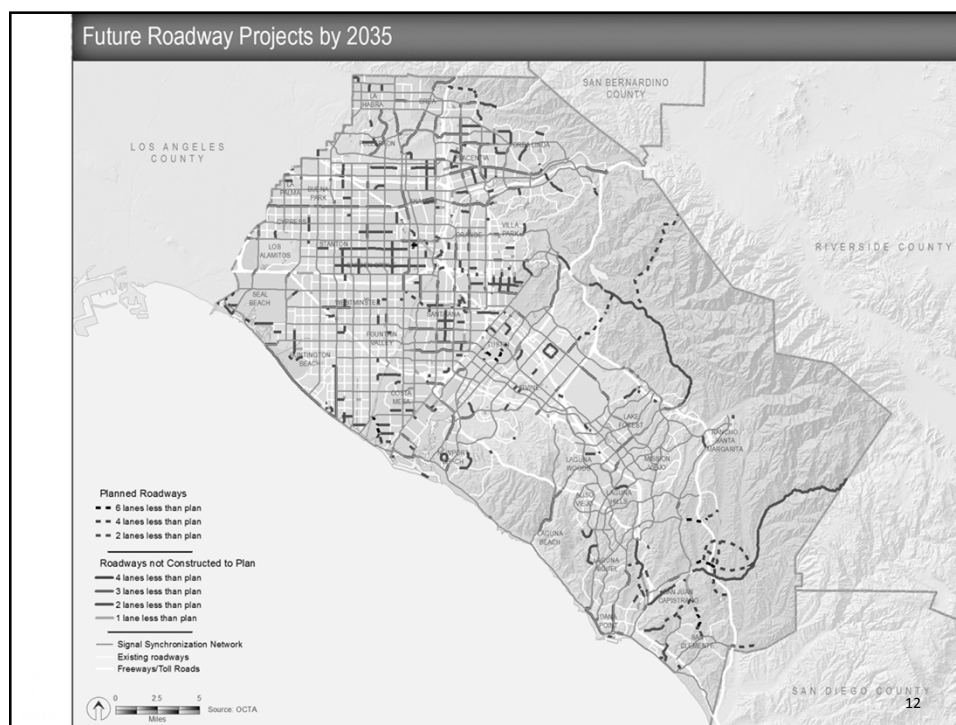 Future Roadway Projects by 2035
SAN BERNARDINO
COUNTY
LOS ANGELES
COUNTY
LA
HABRA
BREA
FULLERTON
PLACENTIA
YORBA LINDA
LA
PALMA
BUENA
PARK
CYPRESS
ORANGE
VILLA
PARK
LOS
ALAMITOS
STANTON
RIVERSIDE COUNTY
SEAL
BEACH
WESTMINSTER
SANTA ANA
FOUNTAIN
VALLEY
TUSTIN
HUNTINGTON
BEACH
IRVINE
COSTA
MESA
LAKE
FOREST
RANCHO
SANTA
MARGARITA
NEWPORT
BEACH
LAGUNA
WOODS
MISSION
VIEJO
ALISO
VIEJO
LAGUNA
HILLS
LAGUNA
BEACH
LAGUNA
NIGUEL
SAN JUAN
CAPISTRANO
DANA
POINT
SAN
CLEMENTE
Planned Roadways
6 lanes less than plan
4 lanes less than plan
2 lanes less than plan
Roadways not Constructed to Plan
4 lanes less than plan
3 lanes less than plan
2 lanes less than plan
1 lane less than plan
Signal Synchronization Network
Existing roadways
Freeways/Toll Roads
0 2.5 5
Miles
Source: OCTA
SAN DIEGO COUNTY
12